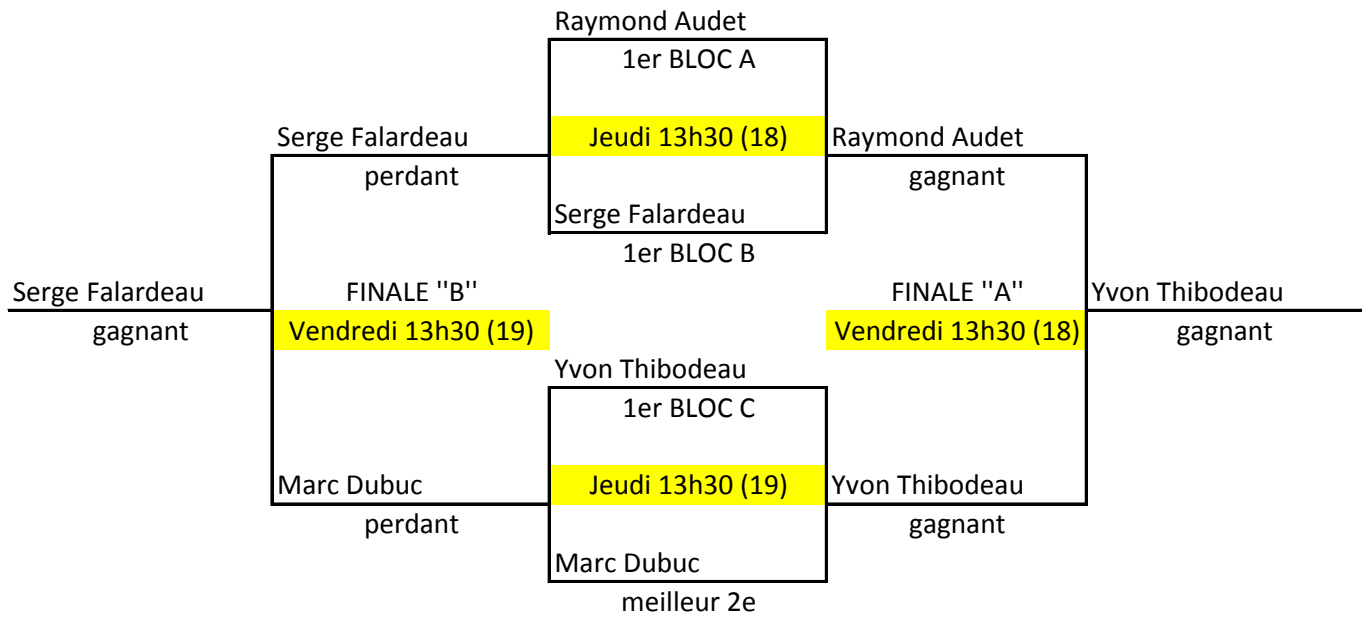 Raymond Audet
1er BLOC A
Serge Falardeau
Jeudi 13h30 (18)
Raymond Audet
perdant
gagnant
Serge Falardeau
1er BLOC B
Serge Falardeau
FINALE "B"
FINALE "A"
Yvon Thibodeau
gagnant
Vendredi 13h30 (19)
Vendredi 13h30 (18)
gagnant
Yvon Thibodeau
1er BLOC C
Marc Dubuc
Jeudi 13h30 (19)
Yvon Thibodeau
perdant
gagnant
Marc Dubuc
meilleur 2e